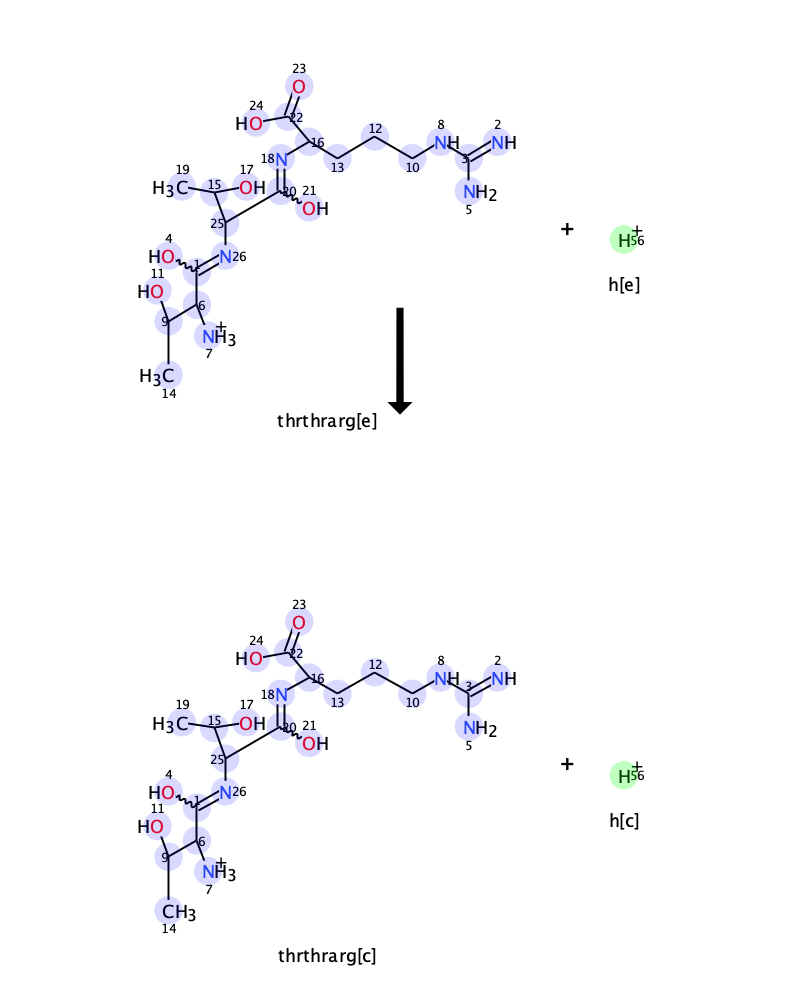 23
24
22
O
HO
16
12
8
2
18
N
NH
3
NH
19
15
17
13
10
H3C
OH
20
21
OH
NH2
5
25
4
HO
1
N
26
11
HO
6
9
NH3
+
7
H3C
14
+
H
+
56
h[e]
thrthrarg[e]
23
24
22
O
HO
16
12
8
2
18
N
NH
3
NH
19
15
17
13
10
H3C
OH
20
21
OH
NH2
5
25
4
HO
1
N
26
11
HO
6
9
NH3
+
7
CH3
14
+
H
+
56
h[c]
thrthrarg[c]